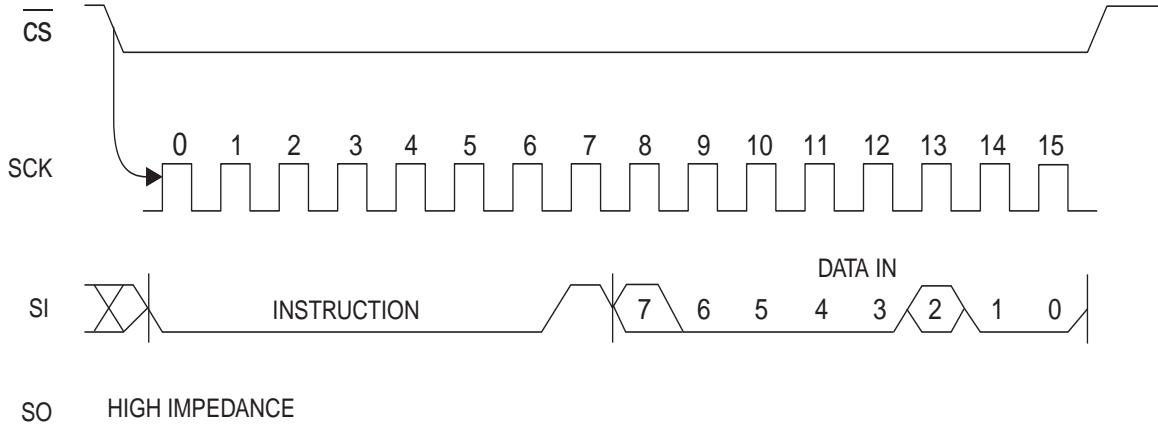 CS
0 1 2 3 4 5 6 7 8 9 10 11 12 13 14 15
SCK
DATA IN
SI INSTRUCTION 7 6 5 4 3 2 1 0
SO HIGH IMPEDANCE